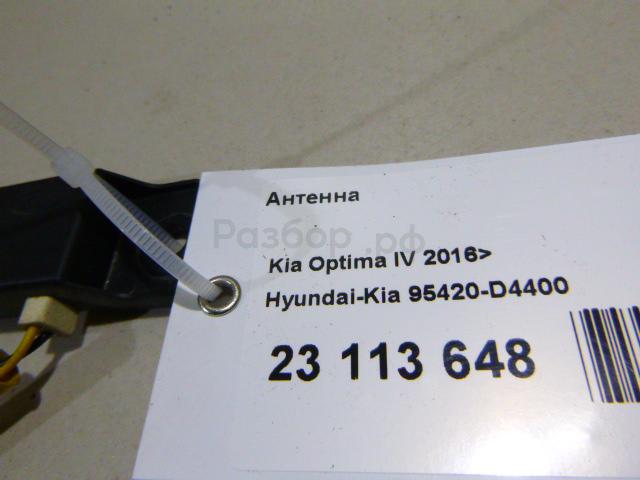 Антенна
Разбор.рф
Kia Optima IV 2016>
Hyundai-Kia 95420-D4400
23 113 648